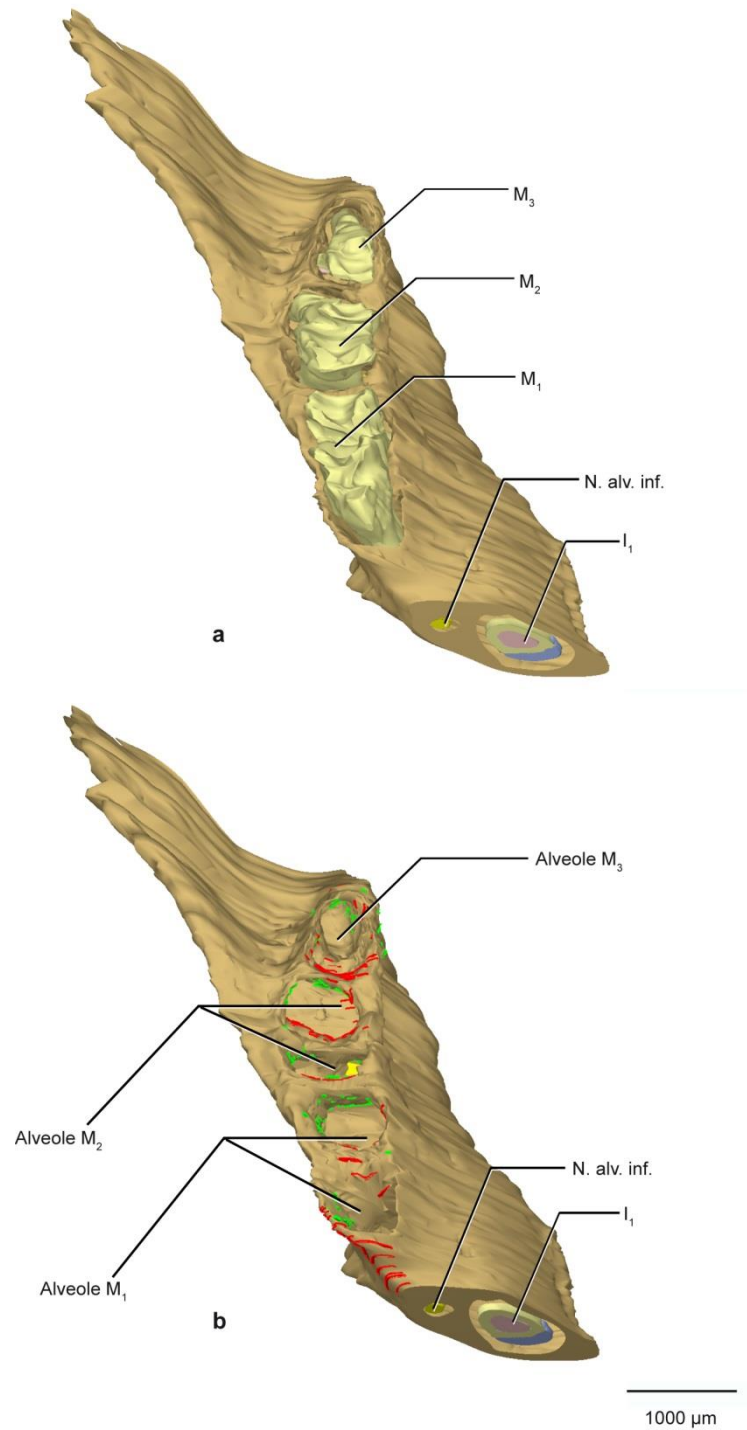 M₃
M₂
M₁
N. alv. inf.
I₁
a
Alveole M₃
Alveole M₂
N. alv. inf.
I₁
Alveole M₁
b
1000 µm